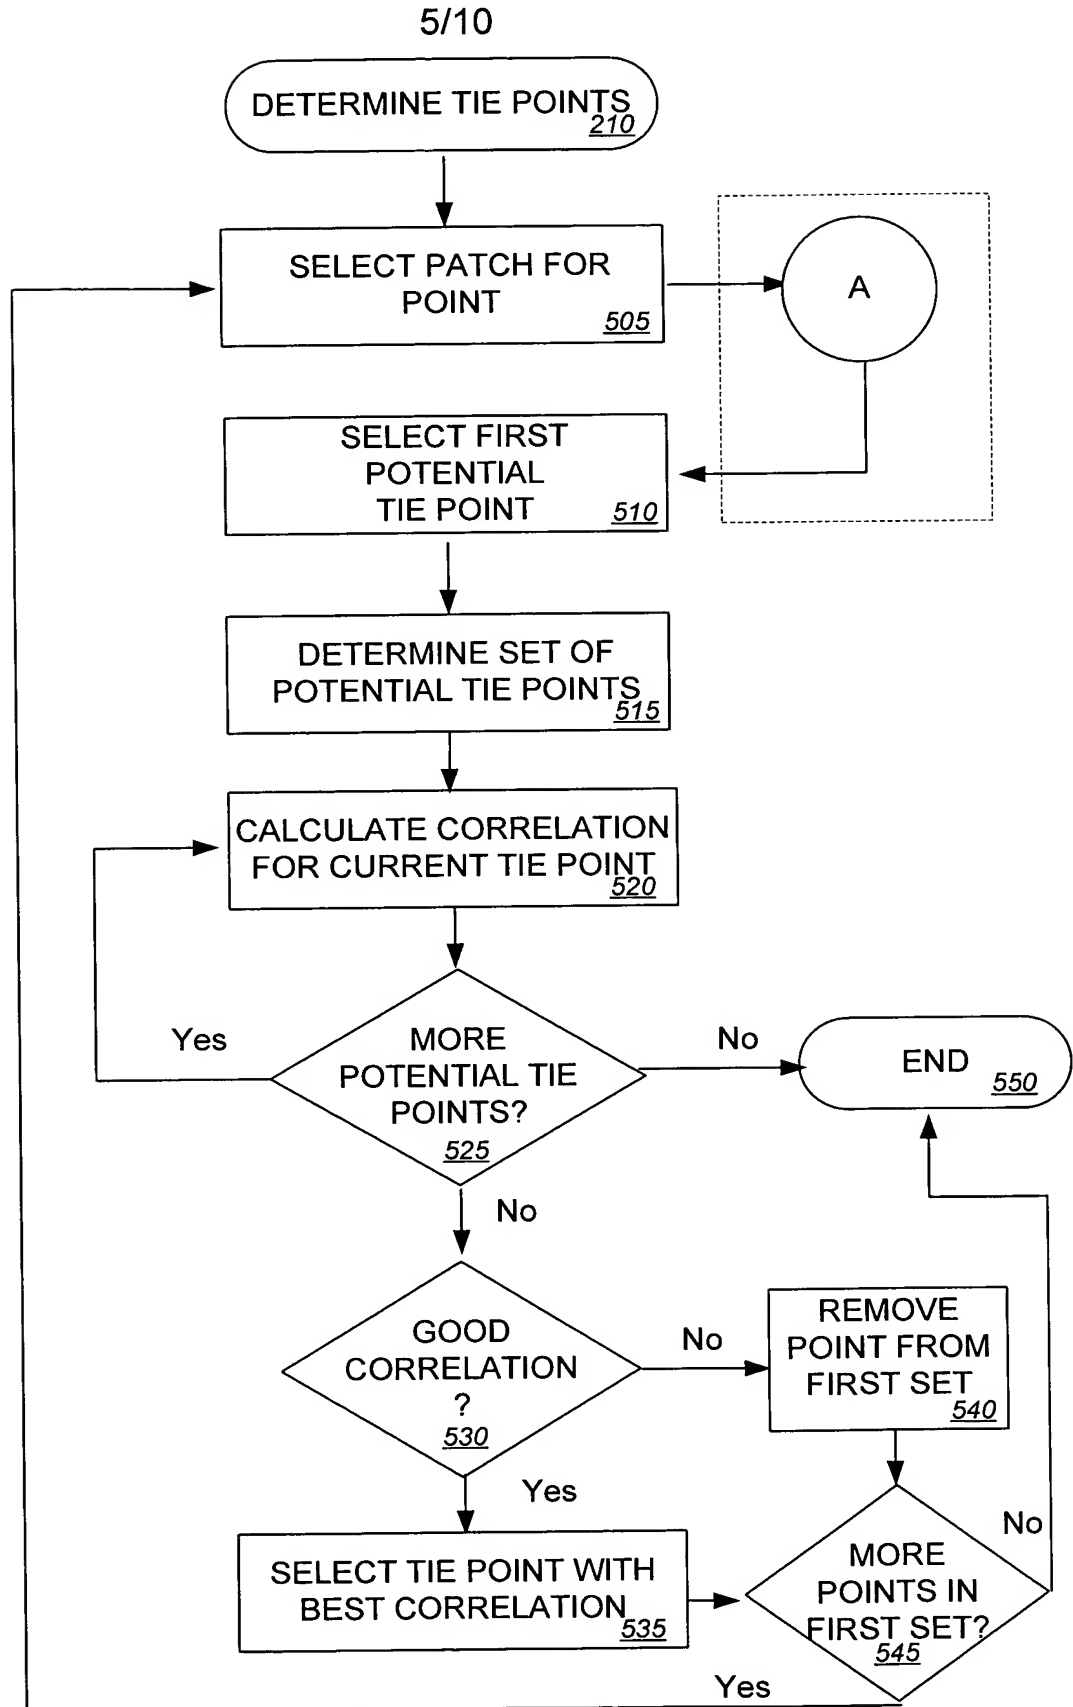 5/10
DETERMINE TIE POINTS
210
SELECT PATCH FOR
POINT
505
A
SELECT FIRST
POTENTIAL
TIE POINT
510
DETERMINE SET OF
POTENTIAL TIE POINTS
515
CALCULATE CORRELATION
FOR CURRENT TIE POINT
520
Yes
MORE
POTENTIAL TIE
POINTS?
525
No
END
550
No
GOOD
CORRELATION
?
530
No
REMOVE
POINT FROM
FIRST SET
540
Yes
SELECT TIE POINT WITH
BEST CORRELATION
535
No
MORE
POINTS IN
FIRST SET?
545
Yes